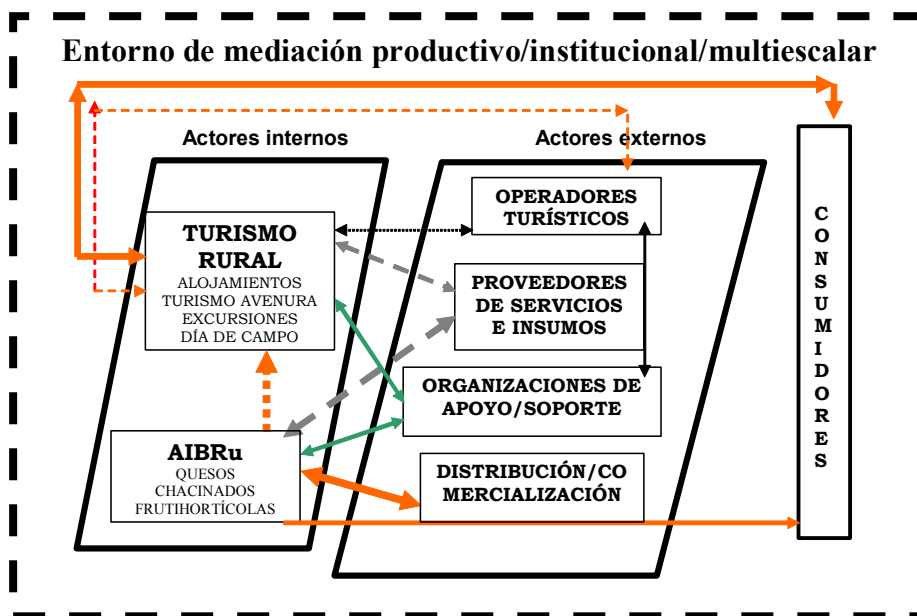 Entorno de mediación productivo/institucional/multiescalar
Actores internos
Actores externos
TURISMO
RURAL
ALOJAMIENTOS
TURISMO AVENURA
EXCURSIONES
DÍA DE CAMPO
AIBRu
QUESOS
CHACINADOS
FRUTIHORTÍCOLAS
OPERADORES
TURÍSTICOS
PROVEEDORES
DE SERVICIOS
E INSUMOS
ORGANIZACIONES DE
APOYO/SOPORTE
DISTRIBUCIÓN/CO
MERCIALIZACIÓN
CONSUMIDORES